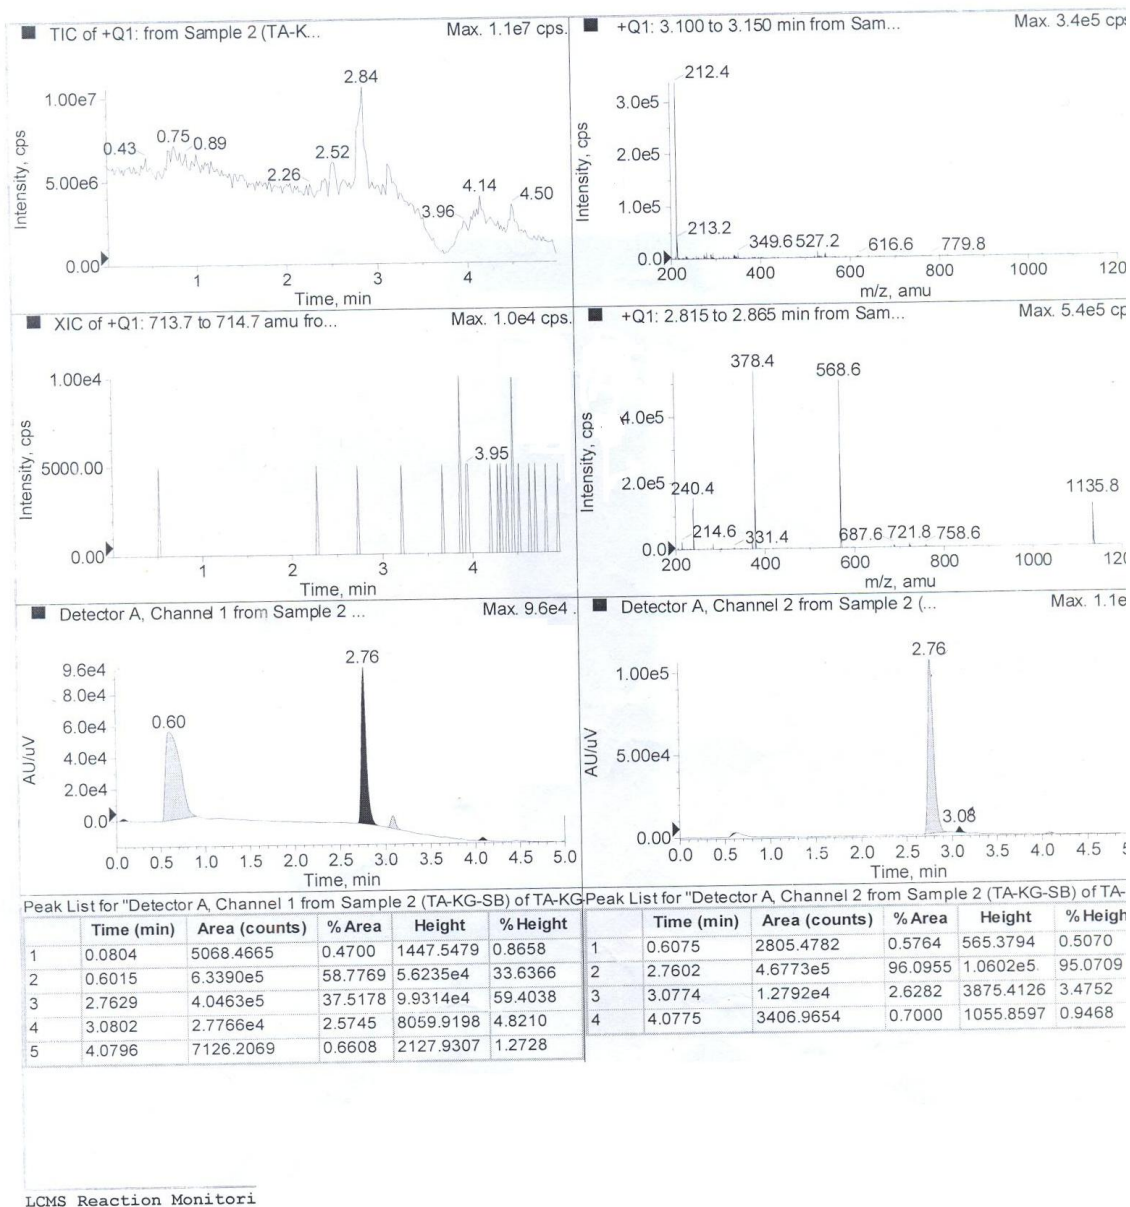 TIC of +Q1: from Sample 2 (TA-K... Max. 1.1e7 cps.
2.84
1.00e7
0.43 0.75 0.89
2.52
5.00e6
2.26
4.14
3.96 4.50
0.00
1 2 3 4
Time, min
Intensity, cps
+Q1: 3.100 to 3.150 min from Sam... Max. 3.4e5 cps
212.4
3.0e5
2.0e5
1.0e5
213.2
349.6 527.2 616.6 779.8
0.0
200 400 600 800 1000 120
m/z, amu
Intensity, cps
XIC of +Q1: 713.7 to 714.7 amu fro... Max. 1.0e4 cps.
1.00e4
3.95
5000.00
0.00
1 2 3 4
Time, min
Intensity, cps
+Q1: 2.815 to 2.865 min from Sam... Max. 5.4e5 cp
378.4 568.6
4.0e5
2.0e5
240.4 1135.8
214.6 331.4 687.6 721.8 758.6
0.0
200 400 600 800 1000 120
m/z, amu
Intensity, cps
Detector A, Channel 1 from Sample 2 ... Max. 9.6e4 .
2.76
9.6e4
8.0e4
0.60
6.0e4
4.0e4
2.0e4
0.0
0.0 0.5 1.0 1.5 2.0 2.5 3.0 3.5 4.0 4.5 5.0
Time, min
AU/uV
Detector A, Channel 2 from Sample 2 (... Max. 1.1e
2.76
1.00e5
5.00e4
3.08
0.00
0.0 0.5 1.0 1.5 2.0 2.5 3.0 3.5 4.0 4.5 5
Time, min
AU/uV
Peak List for "Detector A, Channel 1 from Sample 2 (TA-KG-SB) of TA-KG
Time (min) Area (counts) % Area Height % Height
1 0.0804 5068.4665 0.4700 1447.5479 0.8658
2 0.6015 6.3390e5 58.7769 5.6235e4 33.6366
3 2.7629 4.0463e5 37.5178 9.9314e4 59.4038
4 3.0802 2.7766e4 2.5745 8059.9198 4.8210
5 4.0796 7126.2069 0.6608 2127.9307 1.2728
Peak List for "Detector A, Channel 2 from Sample 2 (TA-KG-SB) of TA-
Time (min) Area (counts) % Area Height % Heigh
1 0.6075 2805.4782 0.5764 565.3794 0.5070
2 2.7602 4.6773e5 96.0955 1.0602e5 95.0709
3 3.0774 1.2792e4 2.6282 3875.4126 3.4752
4 4.0775 3406.9654 0.7000 1055.8597 0.9468
LCMS Reaction Monitori